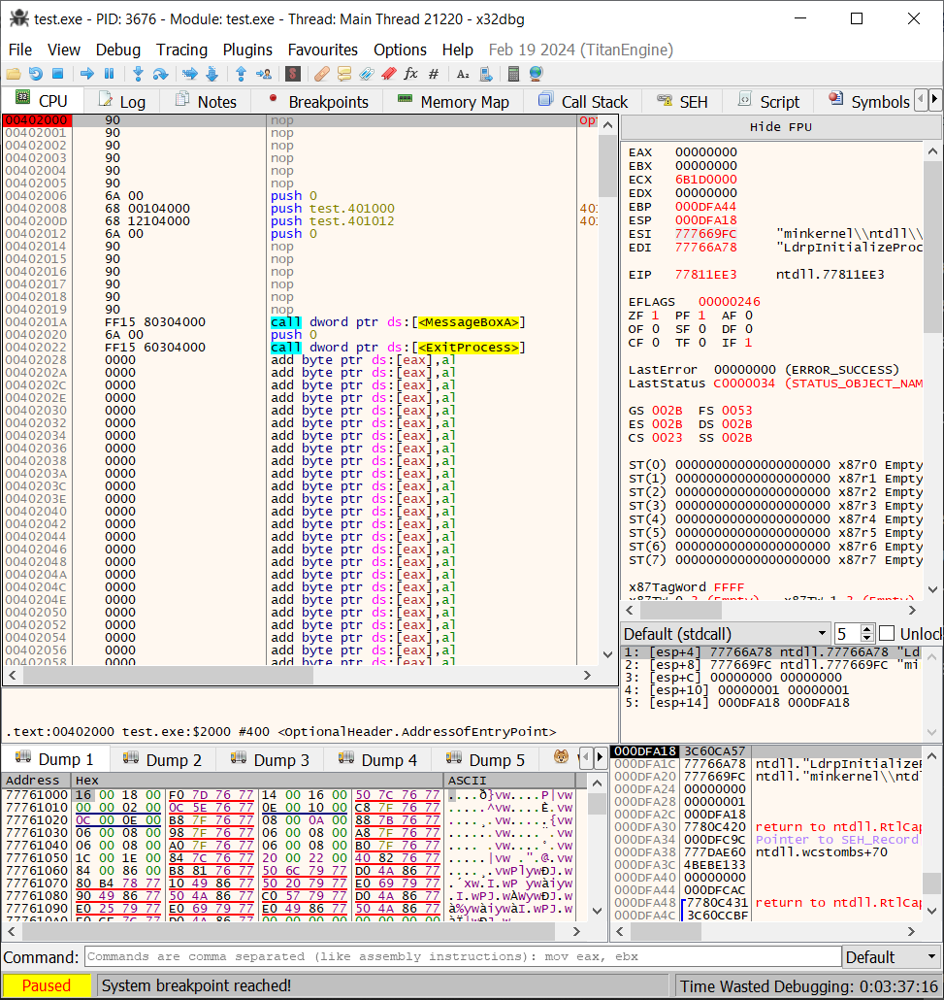 test.exe - PID: 3676 - Module: test.exe - Thread: Main Thread 21220 - x32dbg
File View Debug Tracing Plugins Favourites Options Help Feb 19 2024 (TitanEngine)
CPU Log Notes Breakpoints Memory Map Call Stack SEH Script Symbols
00402000 90 nop Opt
00402001 90 nop
00402002 90 nop
00402003 90 nop
00402004 90 nop
00402005 90 nop
00402006 6A 00 push 0
00402008 68 00104000 push test.401000 401
0040200D 68 12104000 push test.401012 401
00402012 6A 00 push 0
00402014 90 nop
00402015 90 nop
00402016 90 nop
00402017 90 nop
00402018 90 nop
00402019 90 nop
0040201A FF15 80304000 call dword ptr ds:[<MessageBoxA>]
00402020 6A 00 push 0
00402022 FF15 60304000 call dword ptr ds:[<ExitProcess>]
00402028 0000 add byte ptr ds:[eax],al
0040202A 0000 add byte ptr ds:[eax],al
0040202C 0000 add byte ptr ds:[eax],al
0040202E 0000 add byte ptr ds:[eax],al
00402030 0000 add byte ptr ds:[eax],al
00402032 0000 add byte ptr ds:[eax],al
00402034 0000 add byte ptr ds:[eax],al
00402036 0000 add byte ptr ds:[eax],al
00402038 0000 add byte ptr ds:[eax],al
0040203A 0000 add byte ptr ds:[eax],al
0040203C 0000 add byte ptr ds:[eax],al
0040203E 0000 add byte ptr ds:[eax],al
00402040 0000 add byte ptr ds:[eax],al
00402042 0000 add byte ptr ds:[eax],al
00402044 0000 add byte ptr ds:[eax],al
00402046 0000 add byte ptr ds:[eax],al
00402048 0000 add byte ptr ds:[eax],al
0040204A 0000 add byte ptr ds:[eax],al
0040204C 0000 add byte ptr ds:[eax],al
0040204E 0000 add byte ptr ds:[eax],al
00402050 0000 add byte ptr ds:[eax],al
00402052 0000 add byte ptr ds:[eax],al
00402054 0000 add byte ptr ds:[eax],al
00402056 0000 add byte ptr ds:[eax],al
00402058 0000 add byte ptr ds:[eax],al
.text:00402000 test.exe:$2000 #400 <OptionalHeader.AddressOfEntryPoint>
Hide FPU
EAX 00000000
EBX 00000000
ECX 6B1D0000
EDX 00000000
EBP 000DFA44
ESP 000DFA18
ESI 777669FC "minkernel\\ntdll\\
EDI 77766A78 "LdrpInitializeProc
EIP 77811EE3 ntdll.77811EE3
EFLAGS 00000246
ZF 1 PF 1 AF 0
OF 0 SF 0 DF 0
CF 0 TF 0 IF 1
LastError 00000000 (ERROR_SUCCESS)
LastStatus C0000034 (STATUS_OBJECT_NAM
GS 002B FS 0053
ES 002B DS 002B
CS 0023 SS 002B
ST(0) 00000000000000000000 x87r0 Empty
ST(1) 00000000000000000000 x87r1 Empty
ST(2) 00000000000000000000 x87r2 Empty
ST(3) 00000000000000000000 x87r3 Empty
ST(4) 00000000000000000000 x87r4 Empty
ST(5) 00000000000000000000 x87r5 Empty
ST(6) 00000000000000000000 x87r6 Empty
ST(7) 00000000000000000000 x87r7 Empty
x87TagWord FFFF
Default (stdcall) 5 Unlock
1: [esp+4] 77766A78 ntdll.77766A78 "Ld
2: [esp+8] 777669FC ntdll.777669FC "mi
3: [esp+C] 00000000 00000000
4: [esp+10] 00000001 00000001
5: [esp+14] 000DFA18 000DFA18
Dump 1 Dump 2 Dump 3 Dump 4 Dump 5
Address Hex ASCII
77761000 16 00 18 00 F0 7D 76 77 14 00 16 00 50 7C 76 77 ....ð}vw....P|vw
77761010 00 00 02 00 0C 5E 76 77 0E 00 10 00 C8 7F 76 77
77761020 0C 00 0E 00 B8 7F 76 77 08 00 0A 00 88 7B 76 77
77761030 06 00 08 00 98 7F 76 77 06 00 08 00 A8 7F 76 77
77761040 06 00 08 00 A0 7F 76 77 06 00 08 00 B0 7F 76 77
77761050 1C 00 1E 00 84 7C 76 77 20 00 22 00 40 82 76 77
77761060 84 00 86 00 B8 81 76 77 50 6C 79 77 D0 4A 86 77
77761070 80 B4 78 77 10 49 86 77 50 20 79 77 E0 69 79 77
77761080 90 49 86 77 50 4A 86 77 C0 57 79 77 D0 4A 86 77
77761090 E0 25 79 77 E0 69 79 77 E0 49 86 77 50 4A 86 77
000DFA18 3C60CA57
000DFA1C 77766A78 ntdll."LdrpInitializeP
000DFA20 777669FC ntdll."minkernel\\ntd
000DFA24 00000000
000DFA28 00000001
000DFA2C 000DFA18
000DFA30 7780C420 return to ntdll.RtlCap
000DFA34 000DFC9C Pointer to SEH_Record
000DFA38 777DAE60 ntdll.wcstombs+70
000DFA3C 4BEBE133
000DFA40 00000000
000DFA44 000DFCAC
000DFA48 7780C431 return to ntdll.RtlCap
000DFA4C 3C60CCBF
Command: Commands are comma separated (like assembly instructions): mov eax, ebx Default
Paused System breakpoint reached! Time Wasted Debugging: 0:03:37:16